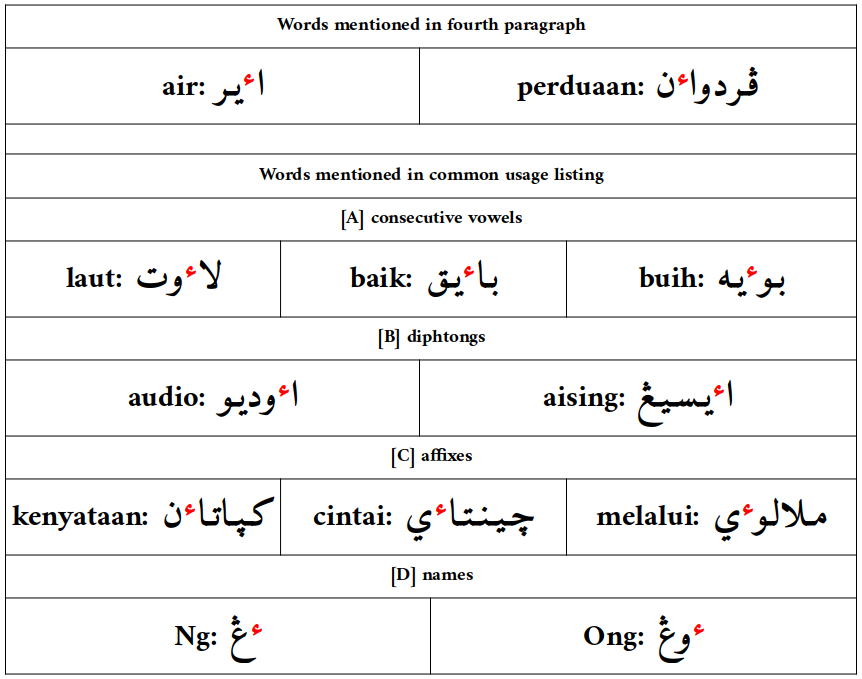 Words mentioned in fourth paragraph
air: اءير
perduaan: ڤردواءن
Words mentioned in common usage listing
[A] consecutive vowels
laut: لاءوت
baik: باءيق
buih: بوءيه
[B] diphtongs
audio: اءوديو
aising: اءيسيڠ
[C] affixes
kenyataan: کڽاتاءن
cintai: چينتاءي
melalui: ملالوءي
[D] names
Ng: ءڠ
Ong: ءوڠ